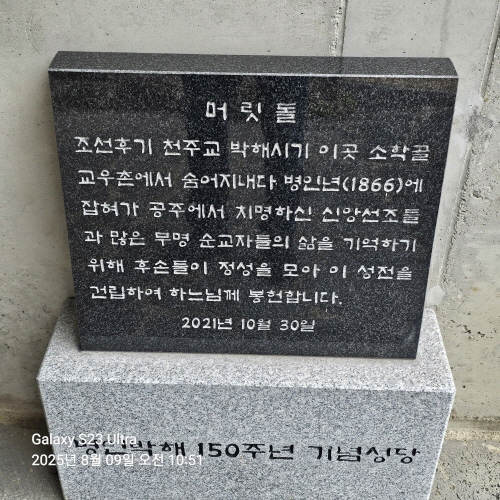 머릿돌
조선후기 천주교 박해시기 이곳 소학골
교우촌에서 숨어지내다 병인년(1866)에
잡혀가 공주에서 치명하신 신앙선조들
과 많은 무명 순교자들의 삶을 기억하기
위해 후손들이 정성을 모아 이 성전을
건립하여 하느님께 봉헌합니다.
2021년 10월 30일
병인박해 150주년 기념성당
Galaxy S23 Ultra
2025년 8월 09일 오전 10:51